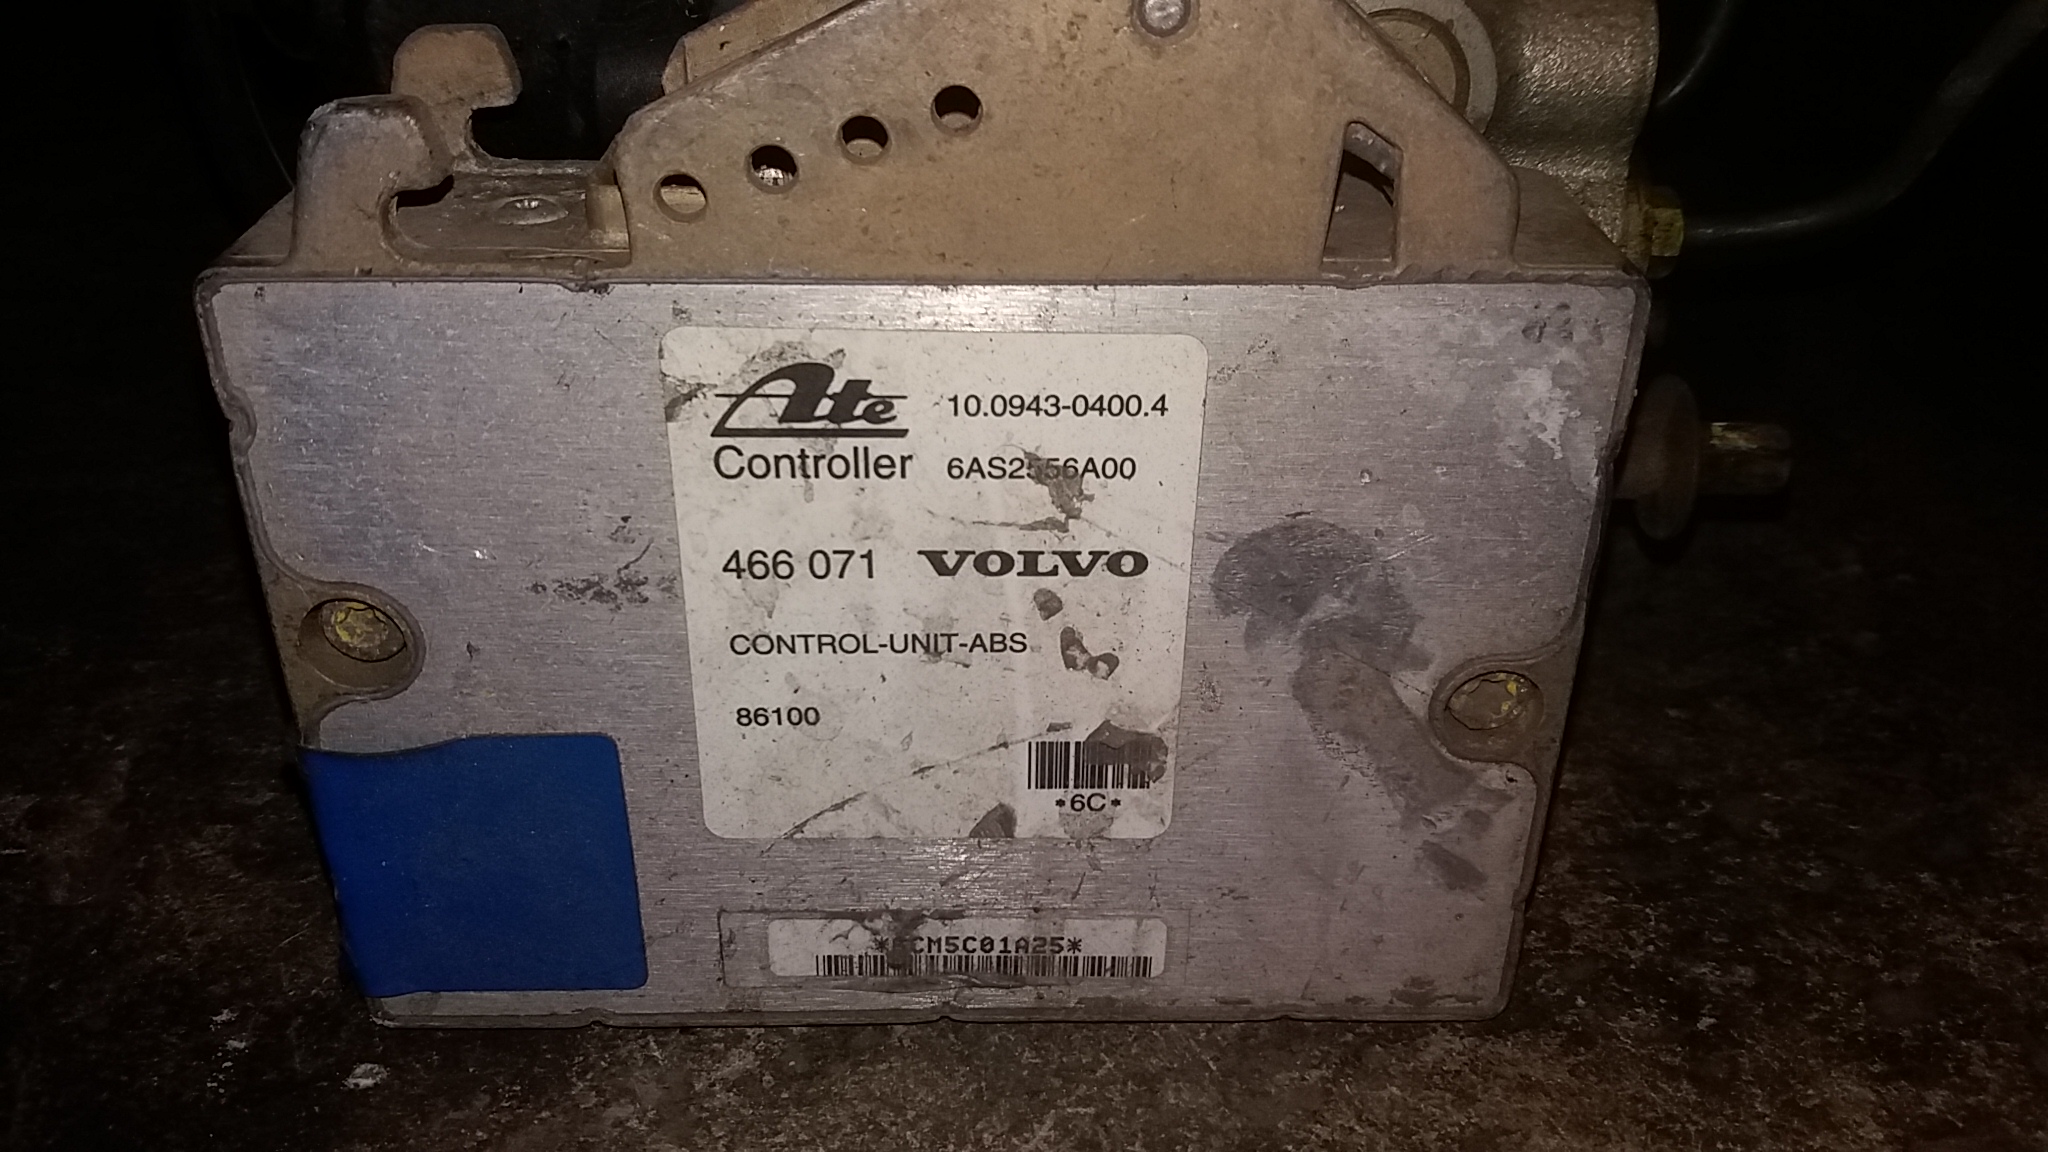 Ate 10.0943-0400.4
Controller 6AS2556A00
466 071 VOLVO
CONTROL-UNIT-ABS
86100
*6C*